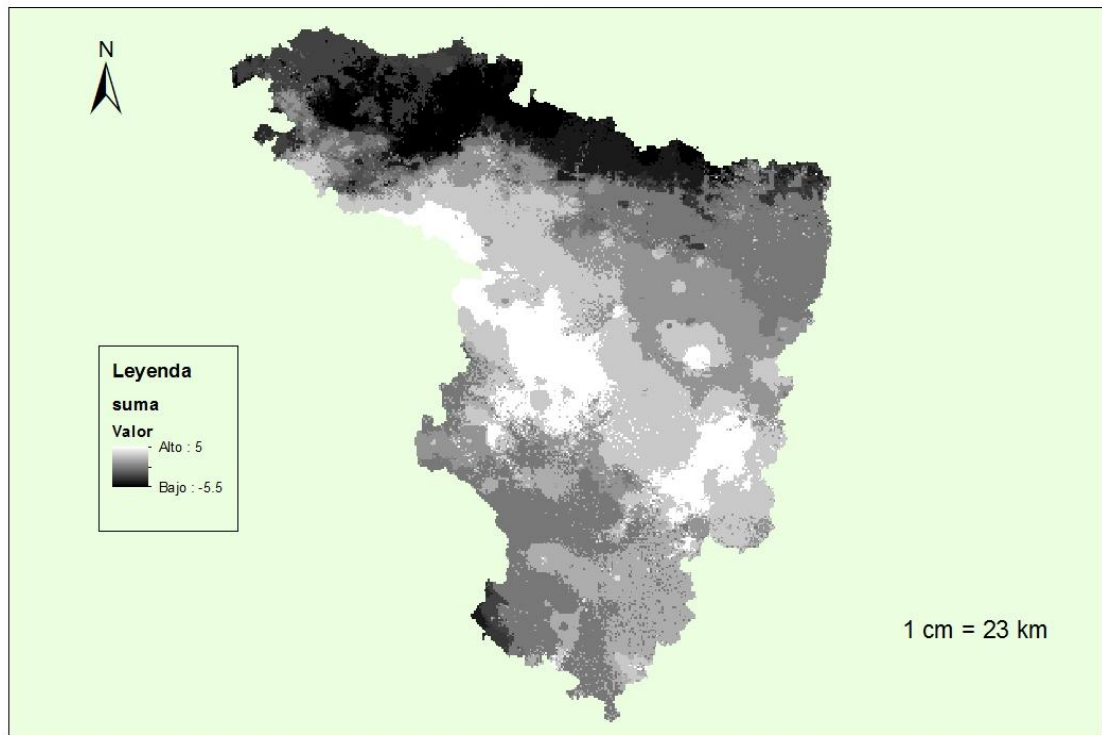 N
Leyenda
suma
Valor
Alto : 5
Bajo : -5.5
1 cm = 23 km